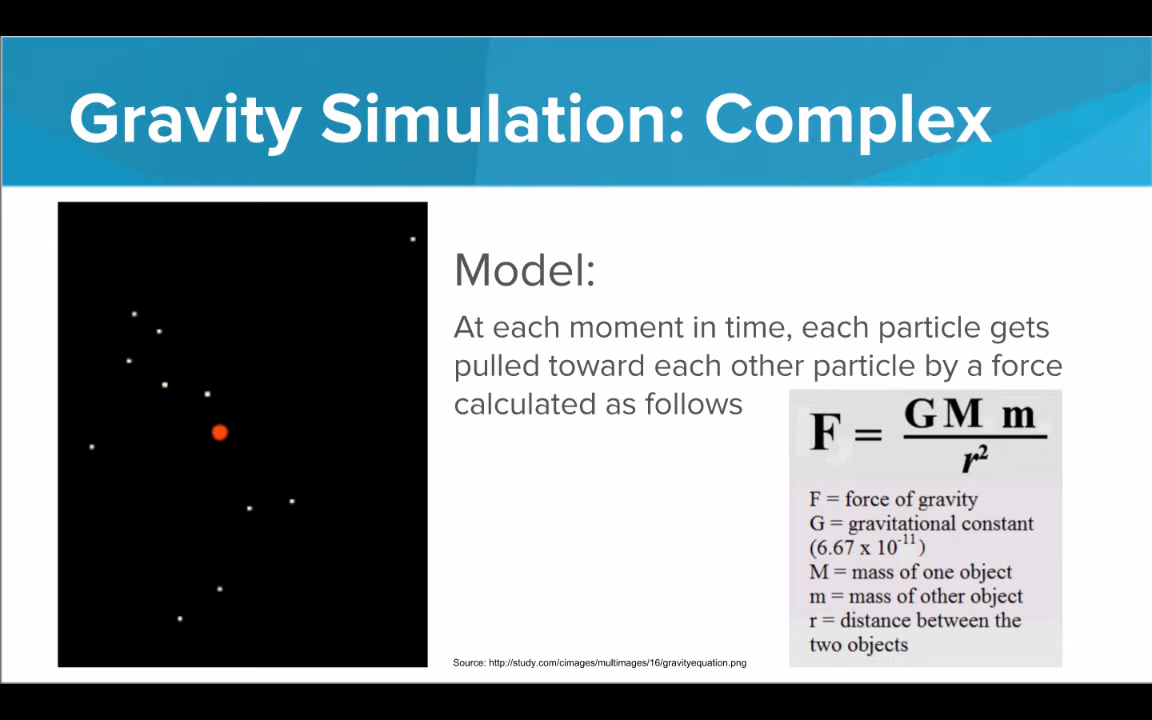 Gravity Simulation: Complex
Model:
At each moment in time, each particle gets
pulled toward each other particle by a force
calculated as follows
F = GM m / r²
F = force of gravity
G = gravitational constant
(6.67 x 10⁻¹¹)
M = mass of one object
m = mass of other object
r = distance between the
two objects
Source: http://study.com/cimages/multimages/16/gravityequation.png